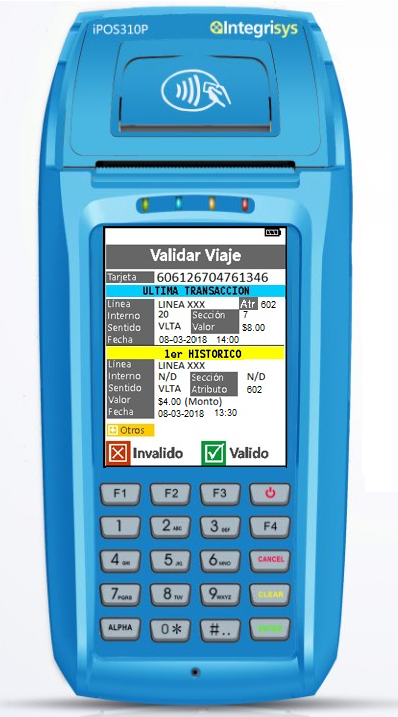 iPOS310P Integrisys
Validar Viaje
Tarjeta 606126704761346
ULTIMA TRANSACCION
Línea LINEA XXX Atr 602
Interno 20 Sección 7
Sentido VLTA Valor $8.00
Fecha 08-03-2018 14:00
1er HISTORICO
Línea LINEA XXX
Interno N/D Sección N/D
Sentido VLTA Atributo 602
Valor $4.00 (Monto)
Fecha 08-03-2018 13:30
Otros
Invalido Valido
F1 F2 F3
1 2 ABC 3 DEF F4
4 GHI 5 JKL 6 MNO CANCEL
7 PQRS 8 TUV 9 WXYZ CLEAR
ALPHA 0 * #.. ENTER